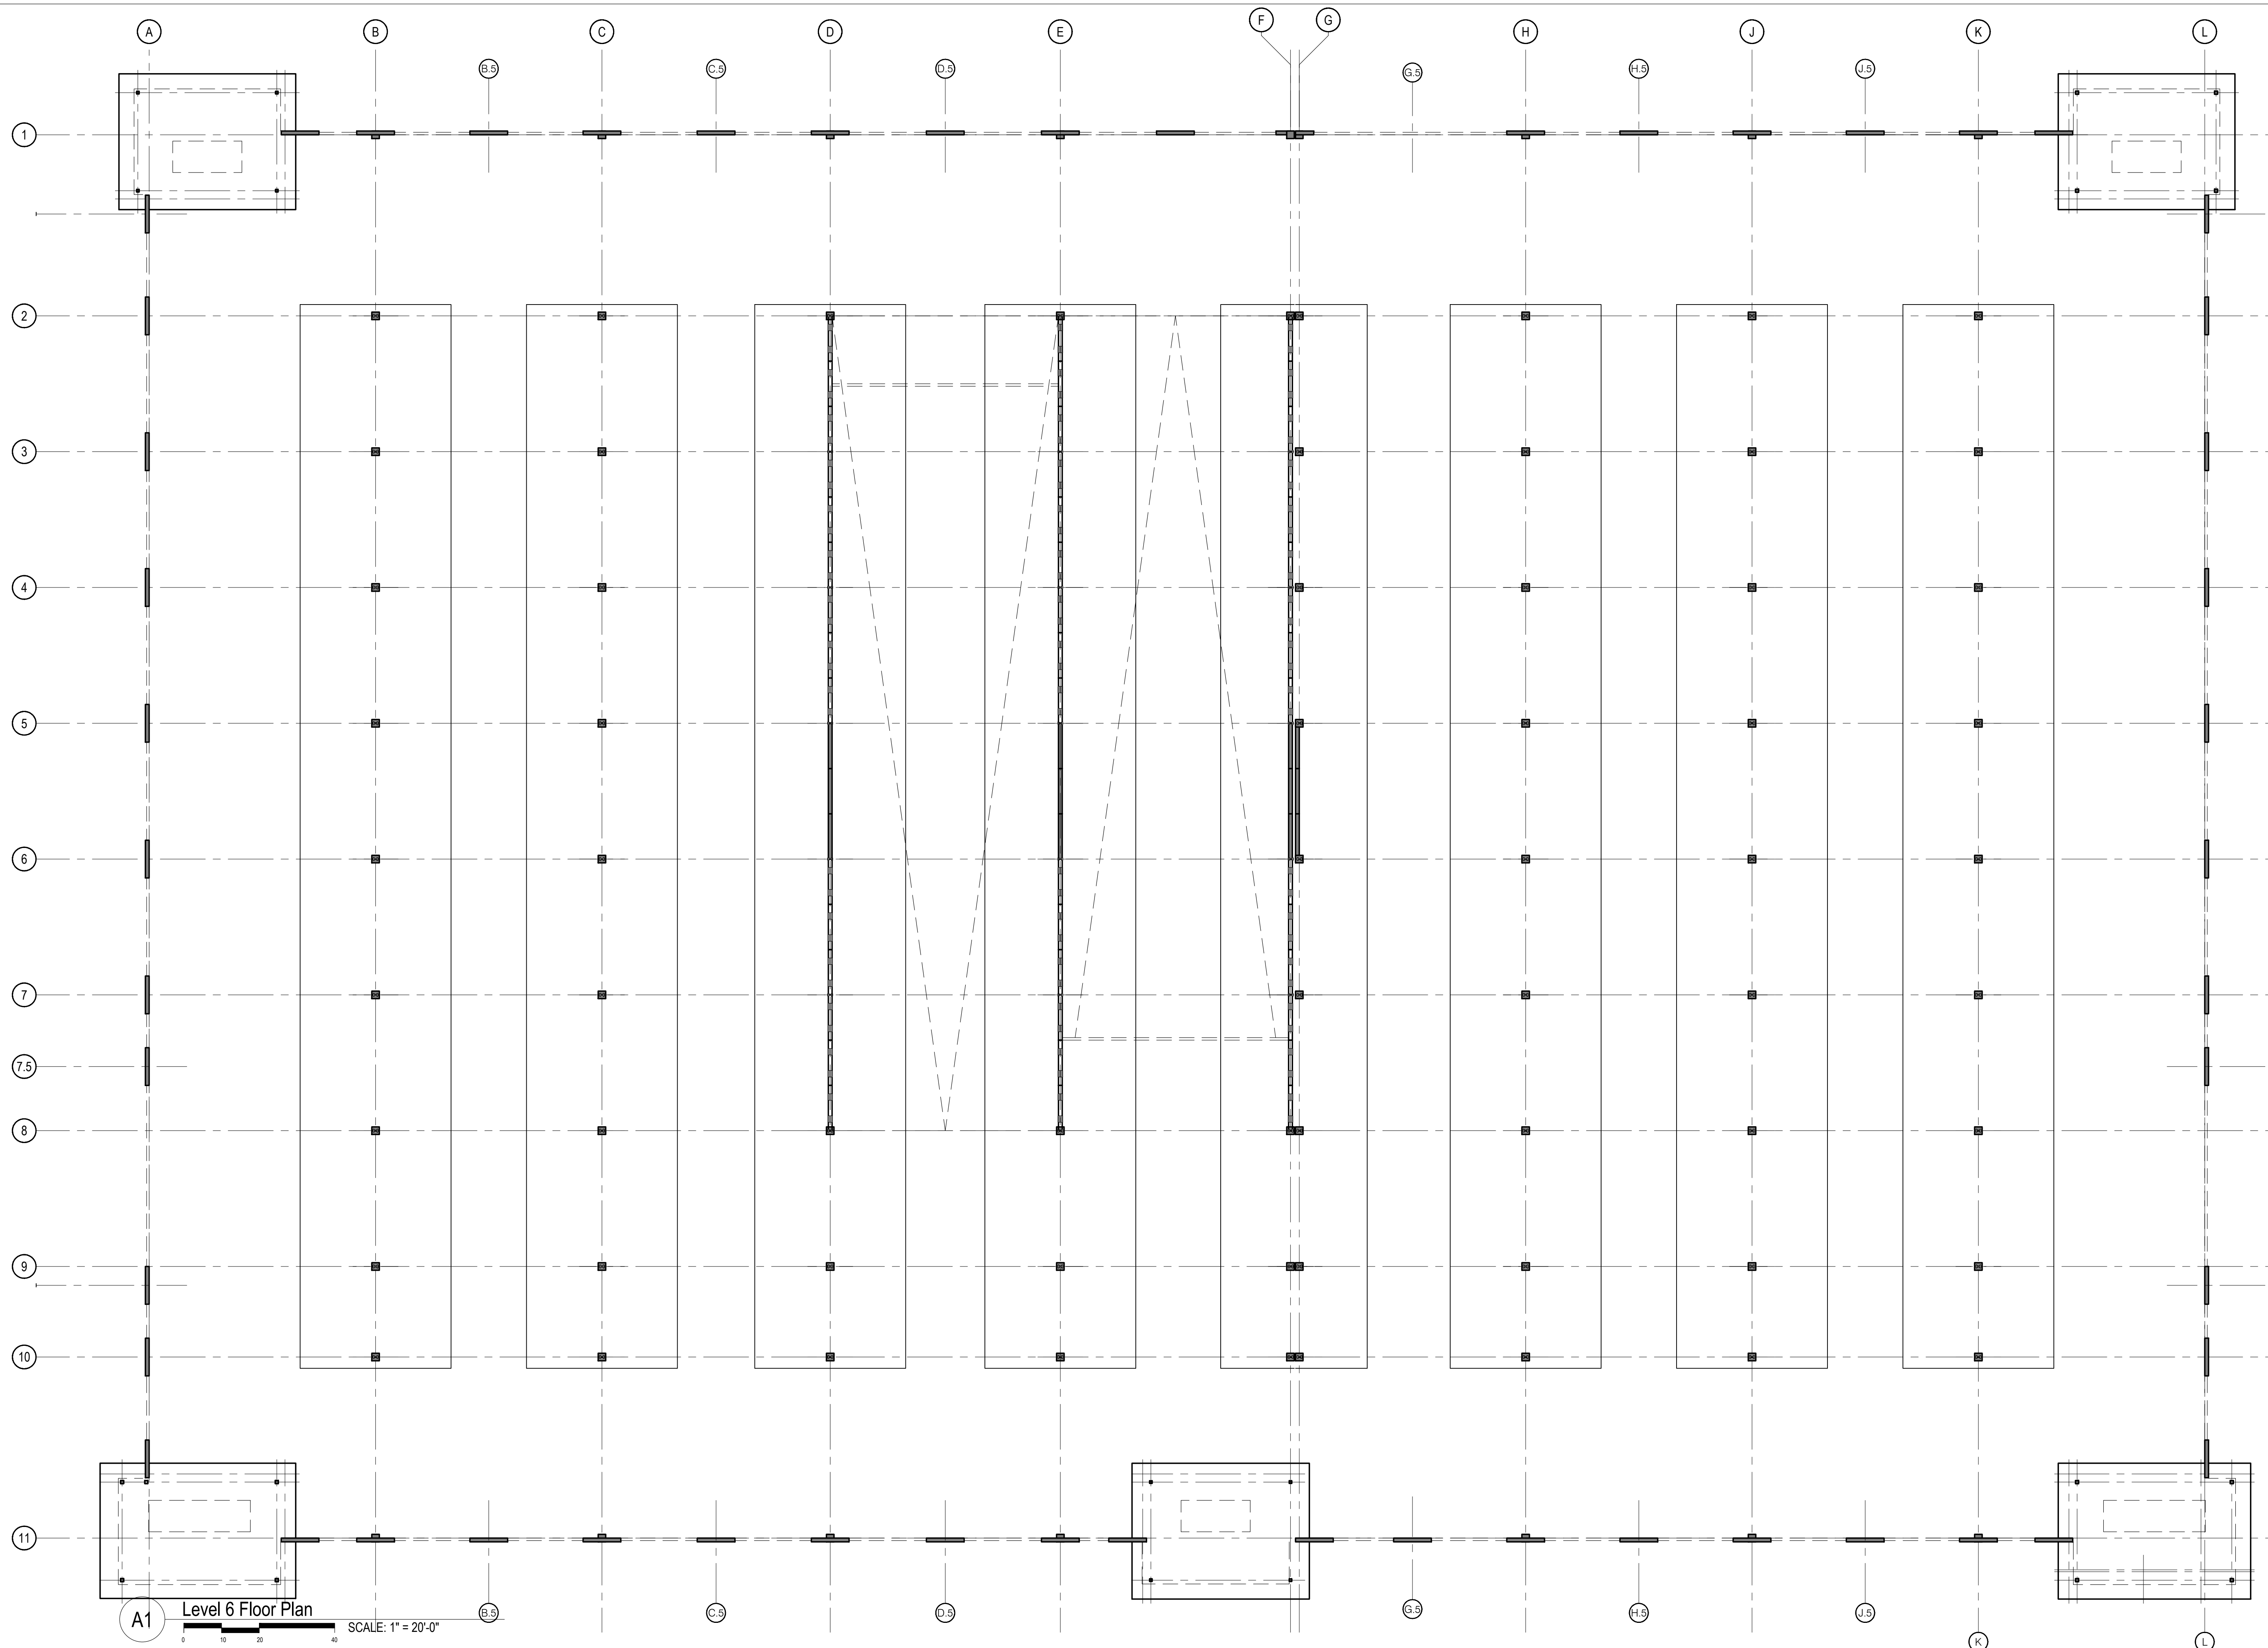 F G
A B C D E H J K L
B.5 C.5 D.5 G.5 H.5 J.5
1
2
3
4
5
6
7
7.5
8
9
10
11
A1 Level 6 Floor Plan
SCALE: 1" = 20'-0"
0 10 20 40
B.5 C.5 D.5 G.5 H.5 J.5
K L